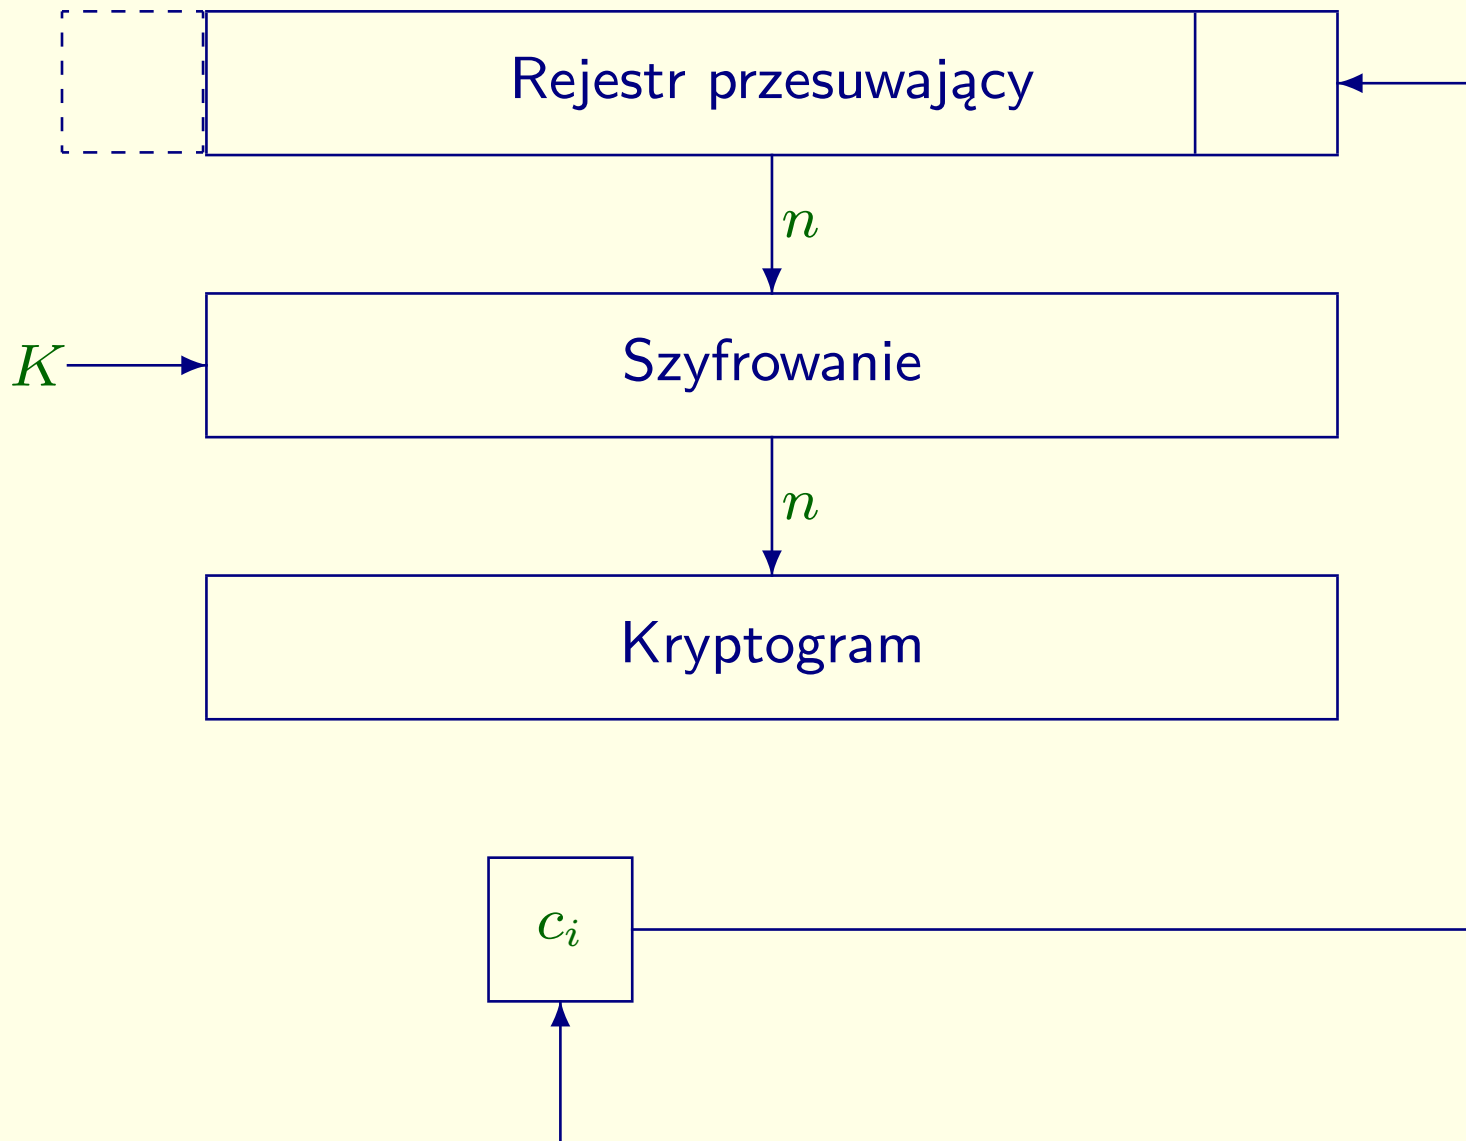 Rejestr przesuwający
n
K
Szyfrowanie
n
Kryptogram
c_i